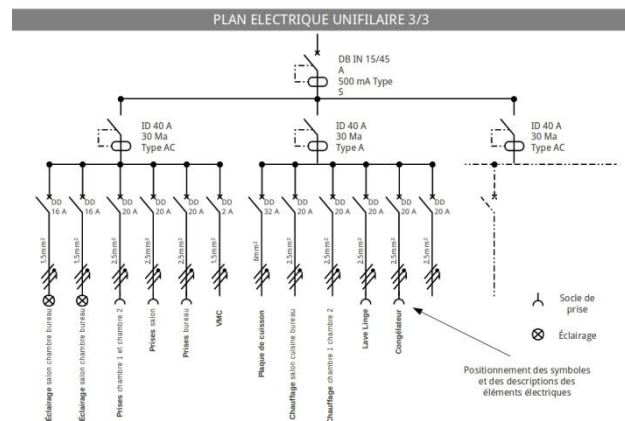 PLAN ELECTRIQUE UNIFILAIRE 3/3
DB IN 15/45
A
500 mA Type
S
ID 40 A
30 Ma
Type AC
ID 40 A
30 Ma
Type A
ID 40 A
30 Ma
Type AC
DD
16 A
DD
16 A
DD
20 A
DD
20 A
DD
20 A
DD
2 A
DD
32 A
DD
20 A
DD
20 A
DD
20 A
DD
20 A
DD
20 A
1,5mm²
1,5mm²
2,5mm²
2,5mm²
2,5mm²
1,5mm²
6mm²
2,5mm²
2,5mm²
2,5mm²
2,5mm²
2,5mm²
Éclairage salon chambre bureau
Éclairage salon chambre bureau
Prises chambre 1 et chambre 2
Prises salon
Prises bureau
VMC
Plaque de cuisson
Chauffage salon cuisine bureau
Chauffage chambre 1 chambre 2
Lave Linge
Congélateur
Socle de
prise
Éclairage
Positionnement des symboles
et des descriptions des
éléments électriques